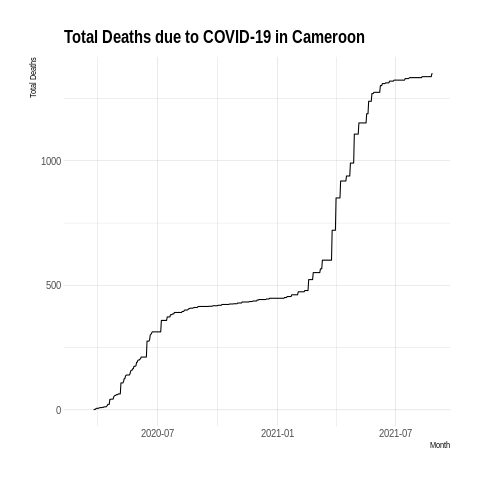 Total Deaths due to COVID-19 in Cameroon
Total Deaths
1000
500
0
2020-07 2021-01 2021-07
Month